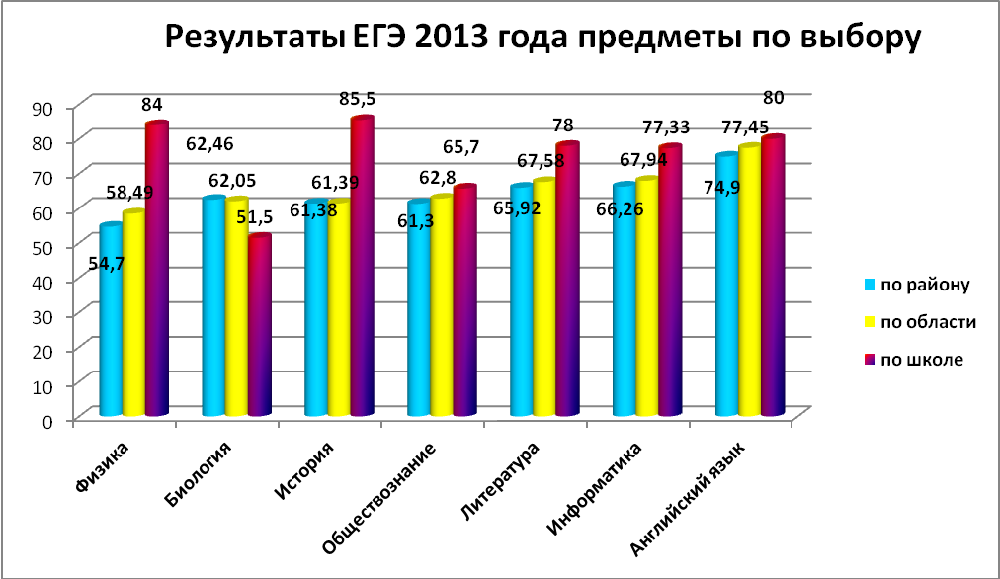 Результаты ЕГЭ 2013 года предметы по выбору
90
80
70
60
50
40
30
20
10
0
84
58,49
54,7
62,46
62,05
51,5
85,5
61,39
61,38
65,7
62,8
61,3
78
67,58
65,92
77,33
67,94
66,26
80
77,45
74,9
Физика
Биология
История
Обществознание
Литература
Информатика
Английский язык
по району
по области
по школе